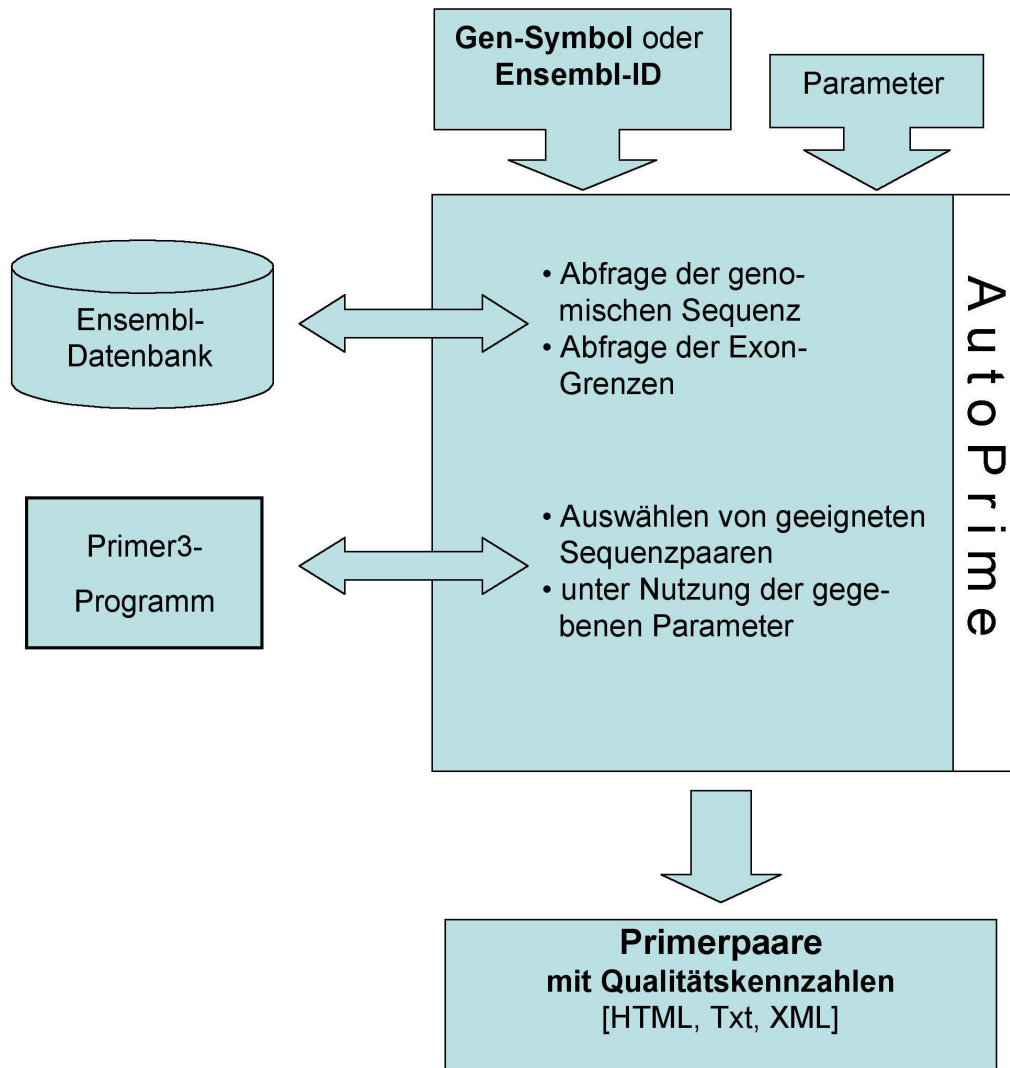 Gen-Symbol oder
Ensembl-ID
Parameter
Ensembl-
Datenbank
• Abfrage der geno-
mischen Sequenz
• Abfrage der Exon-
Grenzen
AutoPrime
Primer3-
Programm
• Auswählen von geeigneten
Sequenzpaaren
• unter Nutzung der gege-
benen Parameter
Primerpaare
mit Qualitätskennzahlen
[HTML, Txt, XML]